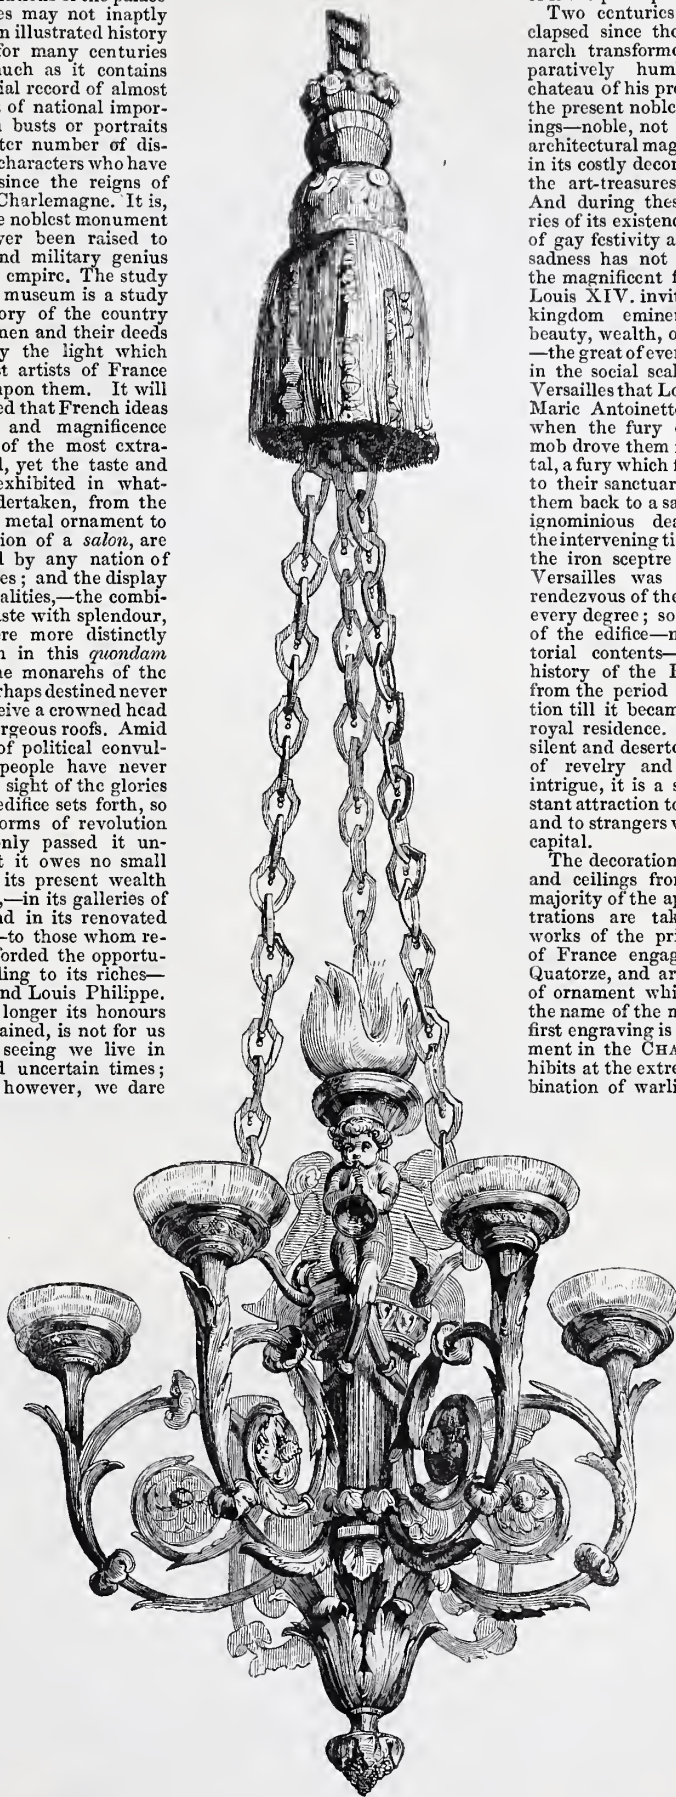 es may not inaptly
n illustrated history
for many centuries
uch as it contains
ial record of almost
t of national impor-
n busts or portraits
ter number of dis-
characters who have
since the reigns of
Charlemagne. It is,
e noblest monument
ver been raised to
nd military genius
empire. The study
museum is a study
ory of the country
men and their deeds
y the light which
st artists of France
upon them. It will
ed that French ideas
and magnificence
of the most extra-
l, yet the taste and
exhibited in what-
dertaken, from the
metal ornament to
ion of a salon, are
l by any nation of
es; and the display
alities,—the combi-
ste with splendour,
ere more distinctly
n in this quondam
he monarchs of the
rhaps destined never
eive a crowned head
rgeous roofs. Amid
of political convul-
people have never
sight of the glories
edifice sets forth, so
orms of revolution
only passed it un-
t it owes no small
its present wealth
,—in its galleries of
nd in its renovated
—to those whom re-
forded the opportu-
ding to its riches—
nd Louis Philippe.
longer its honours
ained, is not for us
seeing we live in
d uncertain times;
however, we dare
Two centuries
clapsed since tho
narch transforme
paratively hum
chateau of his pre
the present noble
ings—noble, not
architectural mag
in its costly decor
the art-treasures
And during thes
ries of its existenc
of gay festivity a
sadness has not
the magnificent f
Louis XIV. invit
kingdom eminen
beauty, wealth, o
—the great of ever
in the social scal
Versailles that Lo
Marie Antoinette
when the fury
mob drove them
tal, a fury which f
to their sanctuar
them back to a sa
ignominious dea
the intervening ti
the iron sceptre
Versailles was
rendezvous of the
every degree; so
of the edifice—n
torial contents—
history of the
from the period
tion till it becam
royal residence.
silent and deserte
of revelry and
intrigue, it is a s
stant attraction to
and to strangers v
capital.
The decoration
and ceilings fron
majority of the ap
trations are tak
works of the pri
of France engag
Quatorze, and ar
of ornament whi
the name of the n
first engraving is
ment in the CHA
hibits at the extre
bination of warli